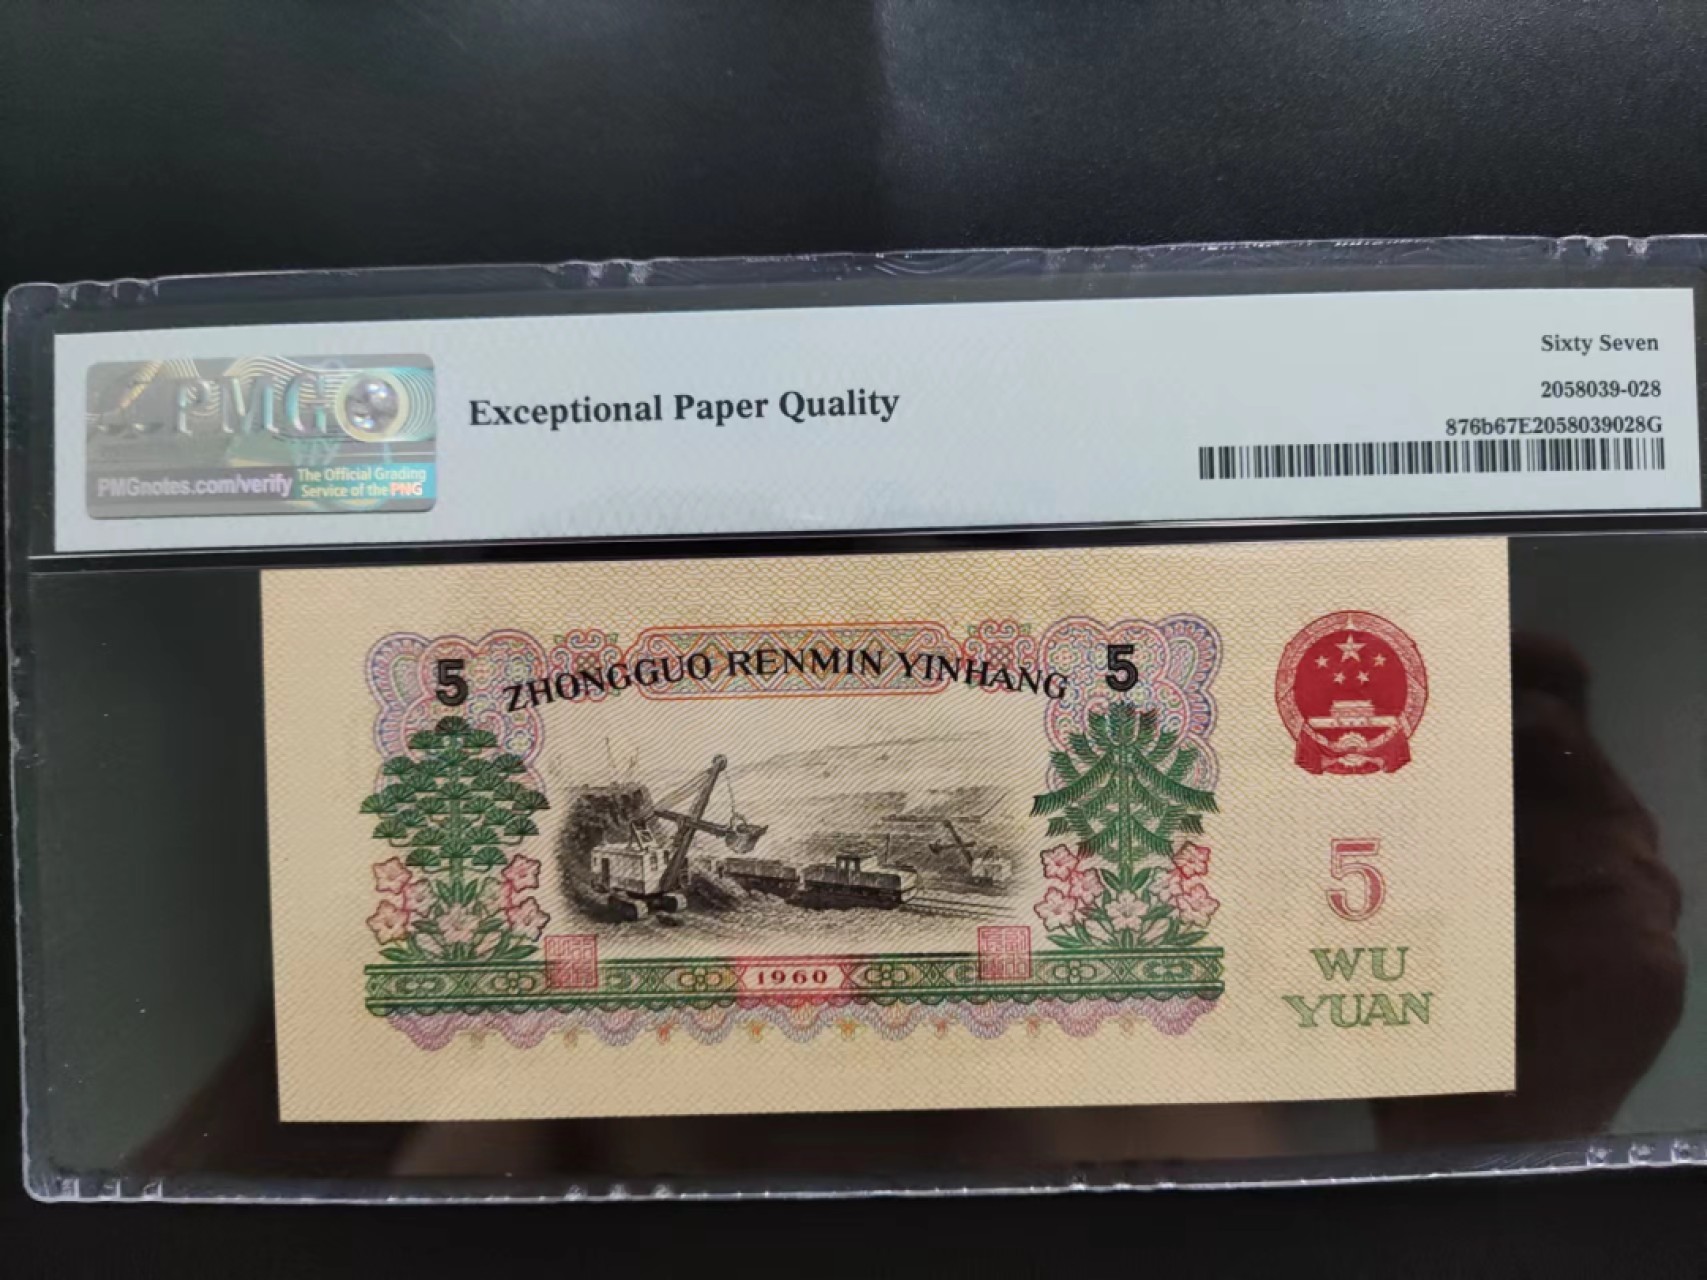 Sixty Seven
2058039-028
876b67E2058039028G
Exceptional Paper Quality
PMG
PMGnotes.com/verify
The Official Grading
Service of the PNG
5
ZHONGGUO RENMIN YINHANG
5
5
WU
YUAN
1960